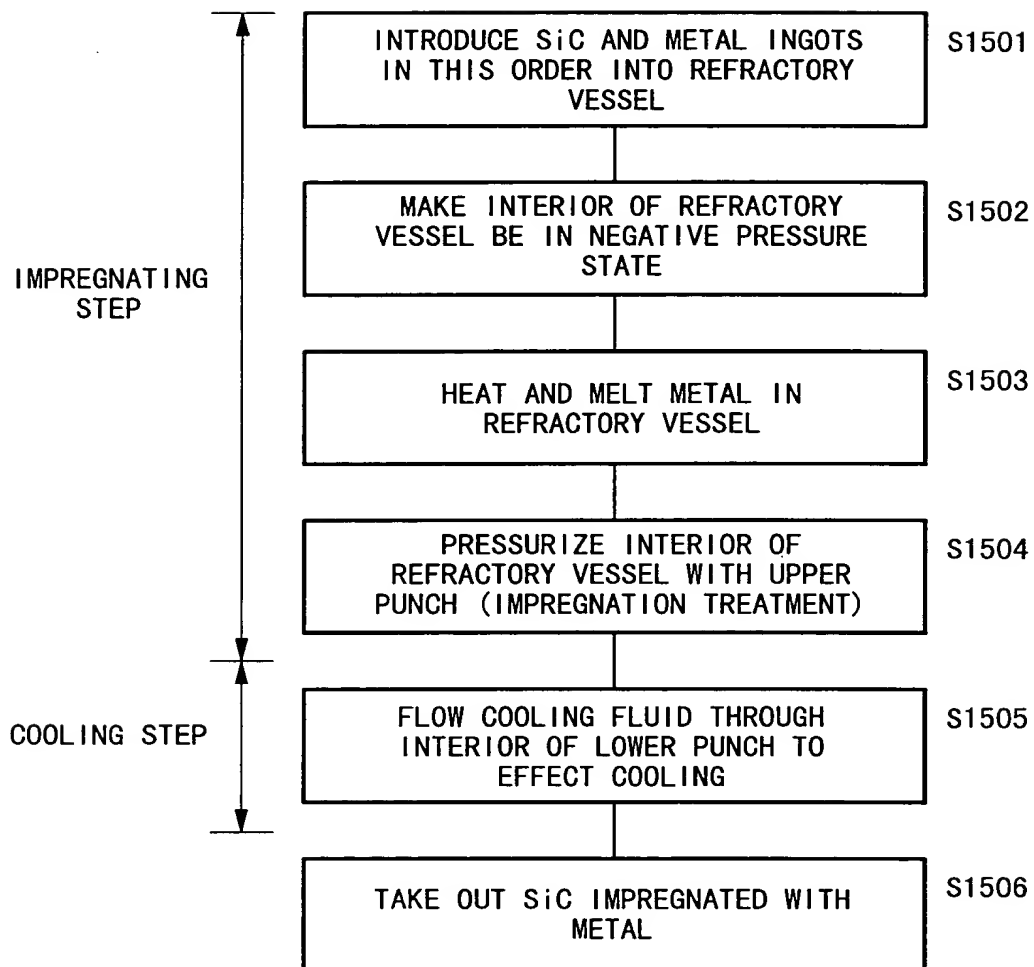 INTRODUCE SiC AND METAL INGOTS
IN THIS ORDER INTO REFRACTORY
VESSEL
S1501
MAKE INTERIOR OF REFRACTORY
VESSEL BE IN NEGATIVE PRESSURE
STATE
S1502
IMPREGNATING
STEP
HEAT AND MELT METAL IN
REFRACTORY VESSEL
S1503
PRESSURIZE INTERIOR OF
REFRACTORY VESSEL WITH UPPER
PUNCH (IMPREGNATION TREATMENT)
S1504
COOLING STEP
FLOW COOLING FLUID THROUGH
INTERIOR OF LOWER PUNCH TO
EFFECT COOLING
S1505
TAKE OUT SiC IMPREGNATED WITH
METAL
S1506